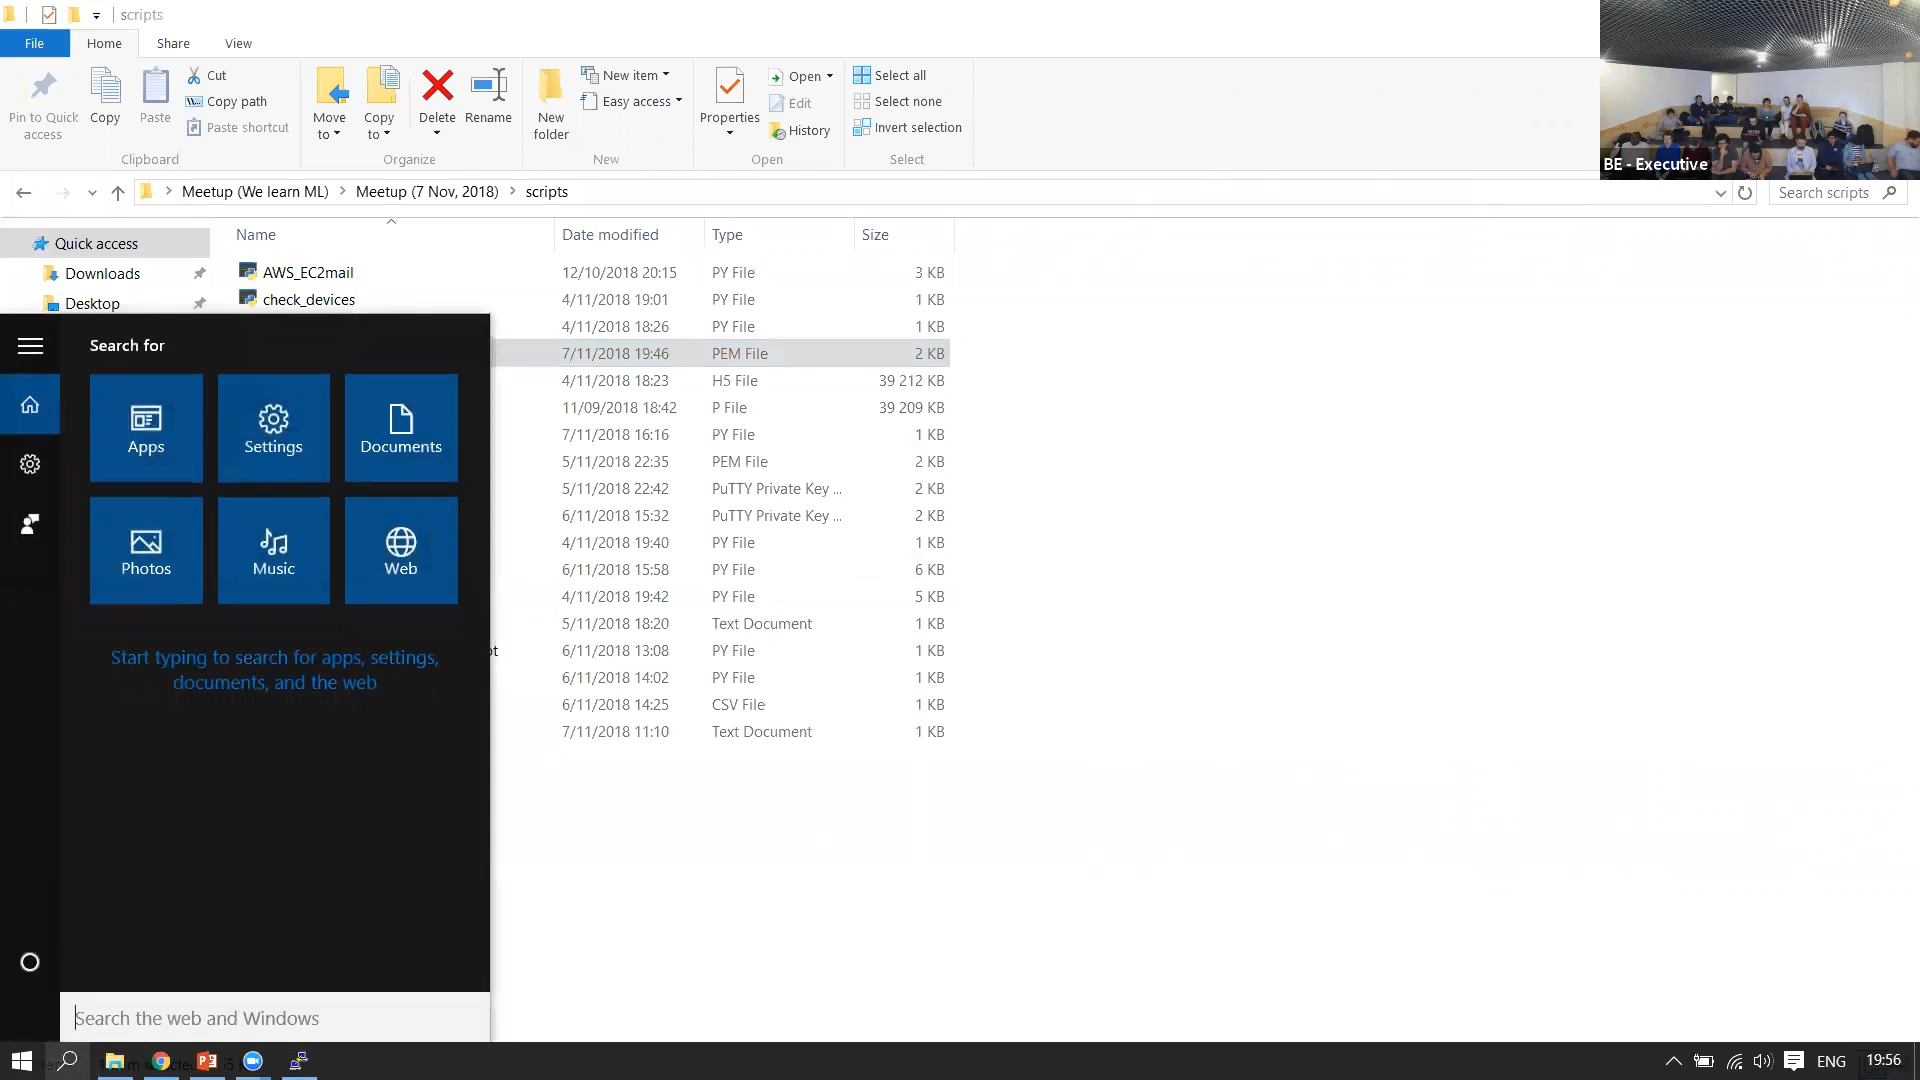 scripts
File
Home
Share
View
Pin to Quick access
Copy
Paste
Cut
Copy path
Paste shortcut
Clipboard
Move to
Copy to
Delete
Rename
Organize
New folder
New item
Easy access
New
Properties
Open
Edit
History
Open
Select all
Select none
Invert selection
Select
BE - Executive
Meetup (We learn ML)
Meetup (7 Nov, 2018)
scripts
Search scripts
Quick access
Downloads
Desktop
Name Date modified Type Size
AWS_EC2mail 12/10/2018 20:15 PY File 3 KB
check_devices 4/11/2018 19:01 PY File 1 KB
4/11/2018 18:26 PY File 1 KB
7/11/2018 19:46 PEM File 2 KB
4/11/2018 18:23 H5 File 39 212 KB
11/09/2018 18:42 P File 39 209 KB
7/11/2018 16:16 PY File 1 KB
5/11/2018 22:35 PEM File 2 KB
5/11/2018 22:42 PuTTY Private Key ... 2 KB
6/11/2018 15:32 PuTTY Private Key ... 2 KB
4/11/2018 19:40 PY File 1 KB
6/11/2018 15:58 PY File 6 KB
4/11/2018 19:42 PY File 5 KB
5/11/2018 18:20 Text Document 1 KB
6/11/2018 13:08 PY File 1 KB
6/11/2018 14:02 PY File 1 KB
6/11/2018 14:25 CSV File 1 KB
7/11/2018 11:10 Text Document 1 KB
Search for
Apps
Settings
Documents
Photos
Music
Web
Start typing to search for apps, settings,
documents, and the web
Search the web and Windows
ENG
19:56